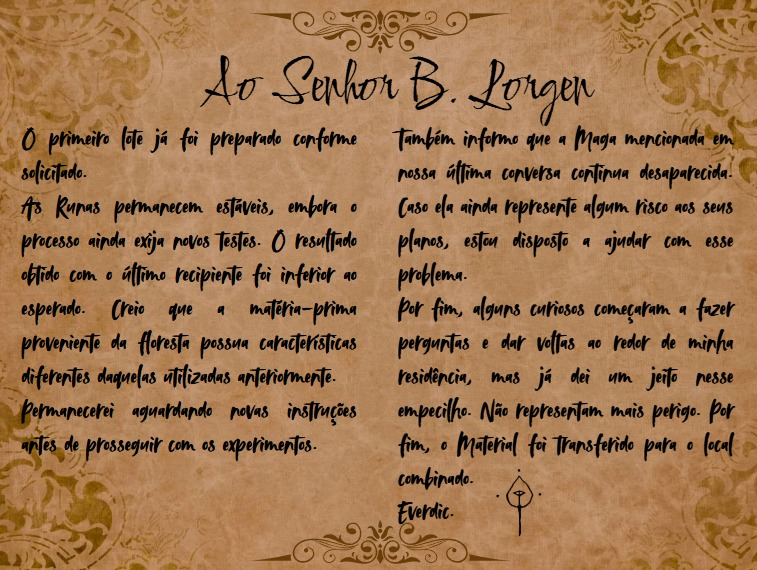 Ao Senhor B. Lorgen
O primeiro lote já foi preparado conforme
solicitado.
As Runas permanecem estáveis, embora o
processo ainda exija novos testes. O resultado
obtido com o último recipiente foi inferior ao
esperado. Creio que a matéria-prima
proveniente da floresta possua características
diferentes daquelas utilizadas anteriormente.
Permanecerei aguardando novas instruções
antes de prosseguir com os experimentos.
Também informo que a Maga mencionada em
nossa última conversa continua desaparecida.
Caso ela ainda represente algum risco aos seus
planos, estou disposto a ajudar com esse
problema.
Por fim, alguns curiosos começaram a fazer
perguntas e dar voltas ao redor de minha
residência, mas já dei um jeito nesse
empecilho. Não representam mais perigo. Por
fim, o Material foi transferido para o local
combinado.
Everdic.